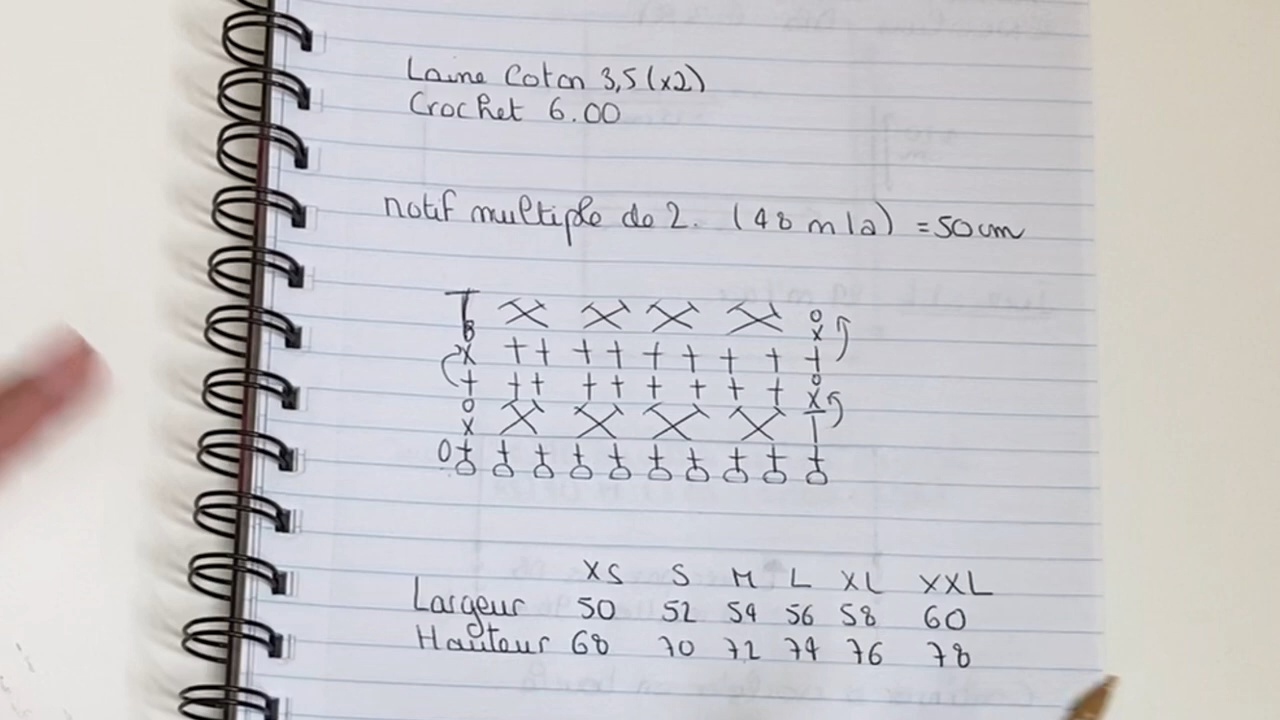 Laine Coton 3,5 (x2)
Crochet 6.00
notif multiple de 2. (48 m/a) = 50 cm
XS S M L XL XXL
Largeur 50 52 54 56 58 60
Hauteur 68 70 72 74 76 78